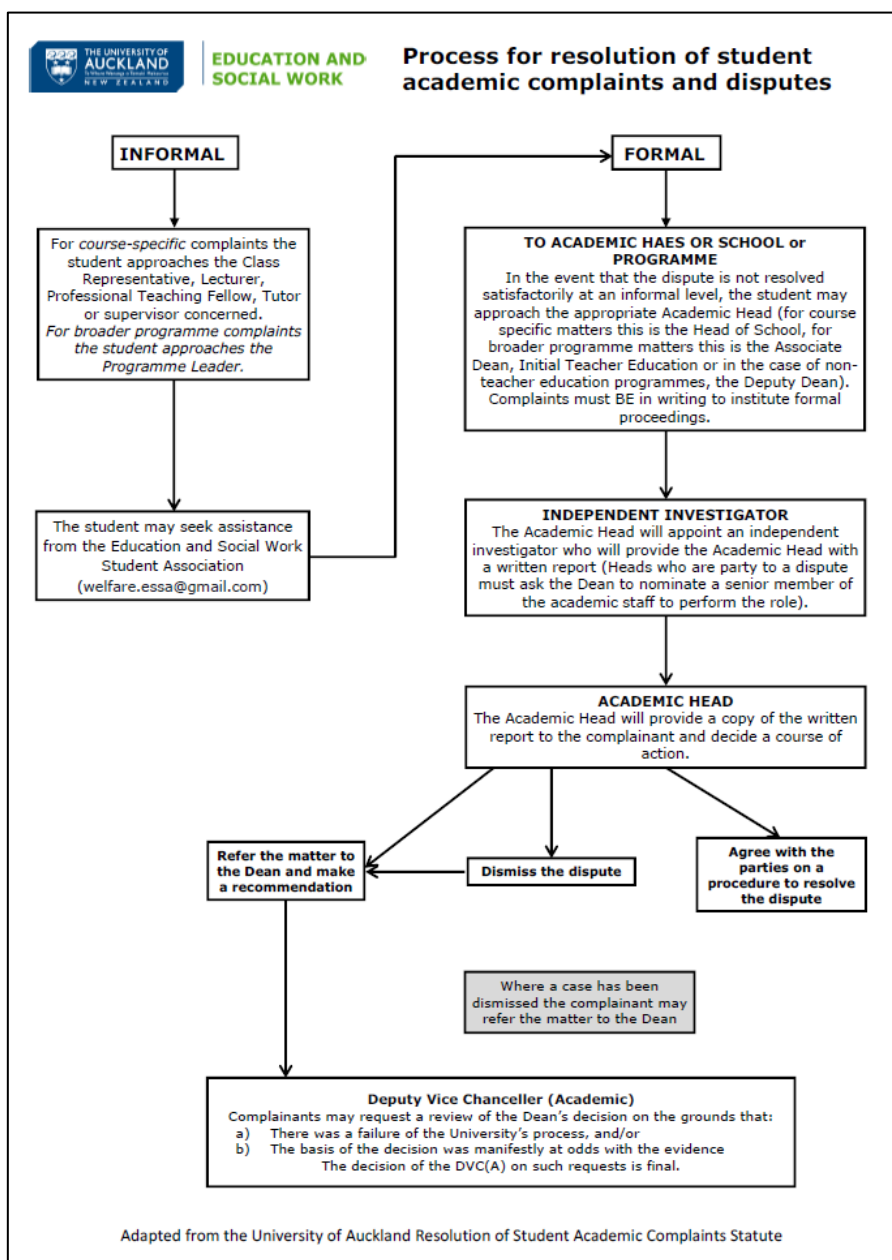 THE UNIVERSITY OF
AUCKLAND
NEW ZEALAND
EDUCATION AND
SOCIAL WORK
Process for resolution of student
academic complaints and disputes
INFORMAL
For course-specific complaints the
student approaches the Class
Representative, Lecturer,
Professional Teaching Fellow, Tutor
or supervisor concerned.
For broader programme complaints
the student approaches the
Programme Leader.
The student may seek assistance
from the Education and Social Work
Student Association
(welfare.essa@gmail.com)
FORMAL
TO ACADEMIC HAES OR SCHOOL or
PROGRAMME
In the event that the dispute is not resolved
satisfactorily at an informal level, the student may
approach the appropriate Academic Head (for course
specific matters this is the Head of School, for
broader programme matters this is the Associate
Dean, Initial Teacher Education or in the case of non-
teacher education programmes, the Deputy Dean).
Complaints must BE in writing to institute formal
proceedings.
INDEPENDENT INVESTIGATOR
The Academic Head will appoint an independent
investigator who will provide the Academic Head with
a written report (Heads who are party to a dispute
must ask the Dean to nominate a senior member of
the academic staff to perform the role).
ACADEMIC HEAD
The Academic Head will provide a copy of the written
report to the complainant and decide a course of
action.
Refer the matter to
the Dean and make
a recommendation
Dismiss the dispute
Agree with the
parties on a
procedure to resolve
the dispute
Where a case has been
dismissed the complainant may
refer the matter to the Dean
Deputy Vice Chanceller (Academic)
Complainants may request a review of the Dean's decision on the grounds that:
a) There was a failure of the University's process, and/or
b) The basis of the decision was manifestly at odds with the evidence
The decision of the DVC(A) on such requests is final.
Adapted from the University of Auckland Resolution of Student Academic Complaints Statute